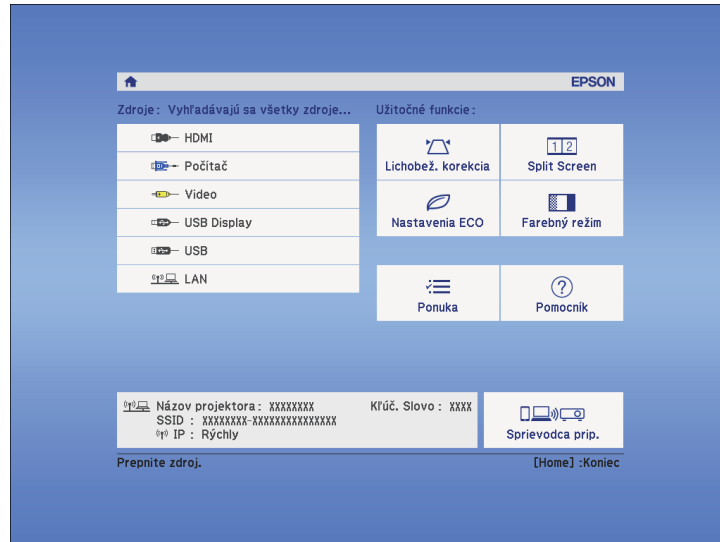 EPSON
Zdroje : Vyhľadávajú sa všetky zdroje...
HDMI
Počítač
Video
USB Display
USB
LAN
Užitočné funkcie :
Lichobež. korekcia
1 2
Split Screen
Nastavenia ECO
Farebný režim
Ponuka
?
Pomocník
Názov projektora : XXXXXXXX
Kľúč. Slovo : XXXX
SSID : XXXXXXXX-XXXXXXXXXXXXXXX
IP : Rýchly
Sprievodca prip.
Prepnite zdroj.
[Home] :Koniec